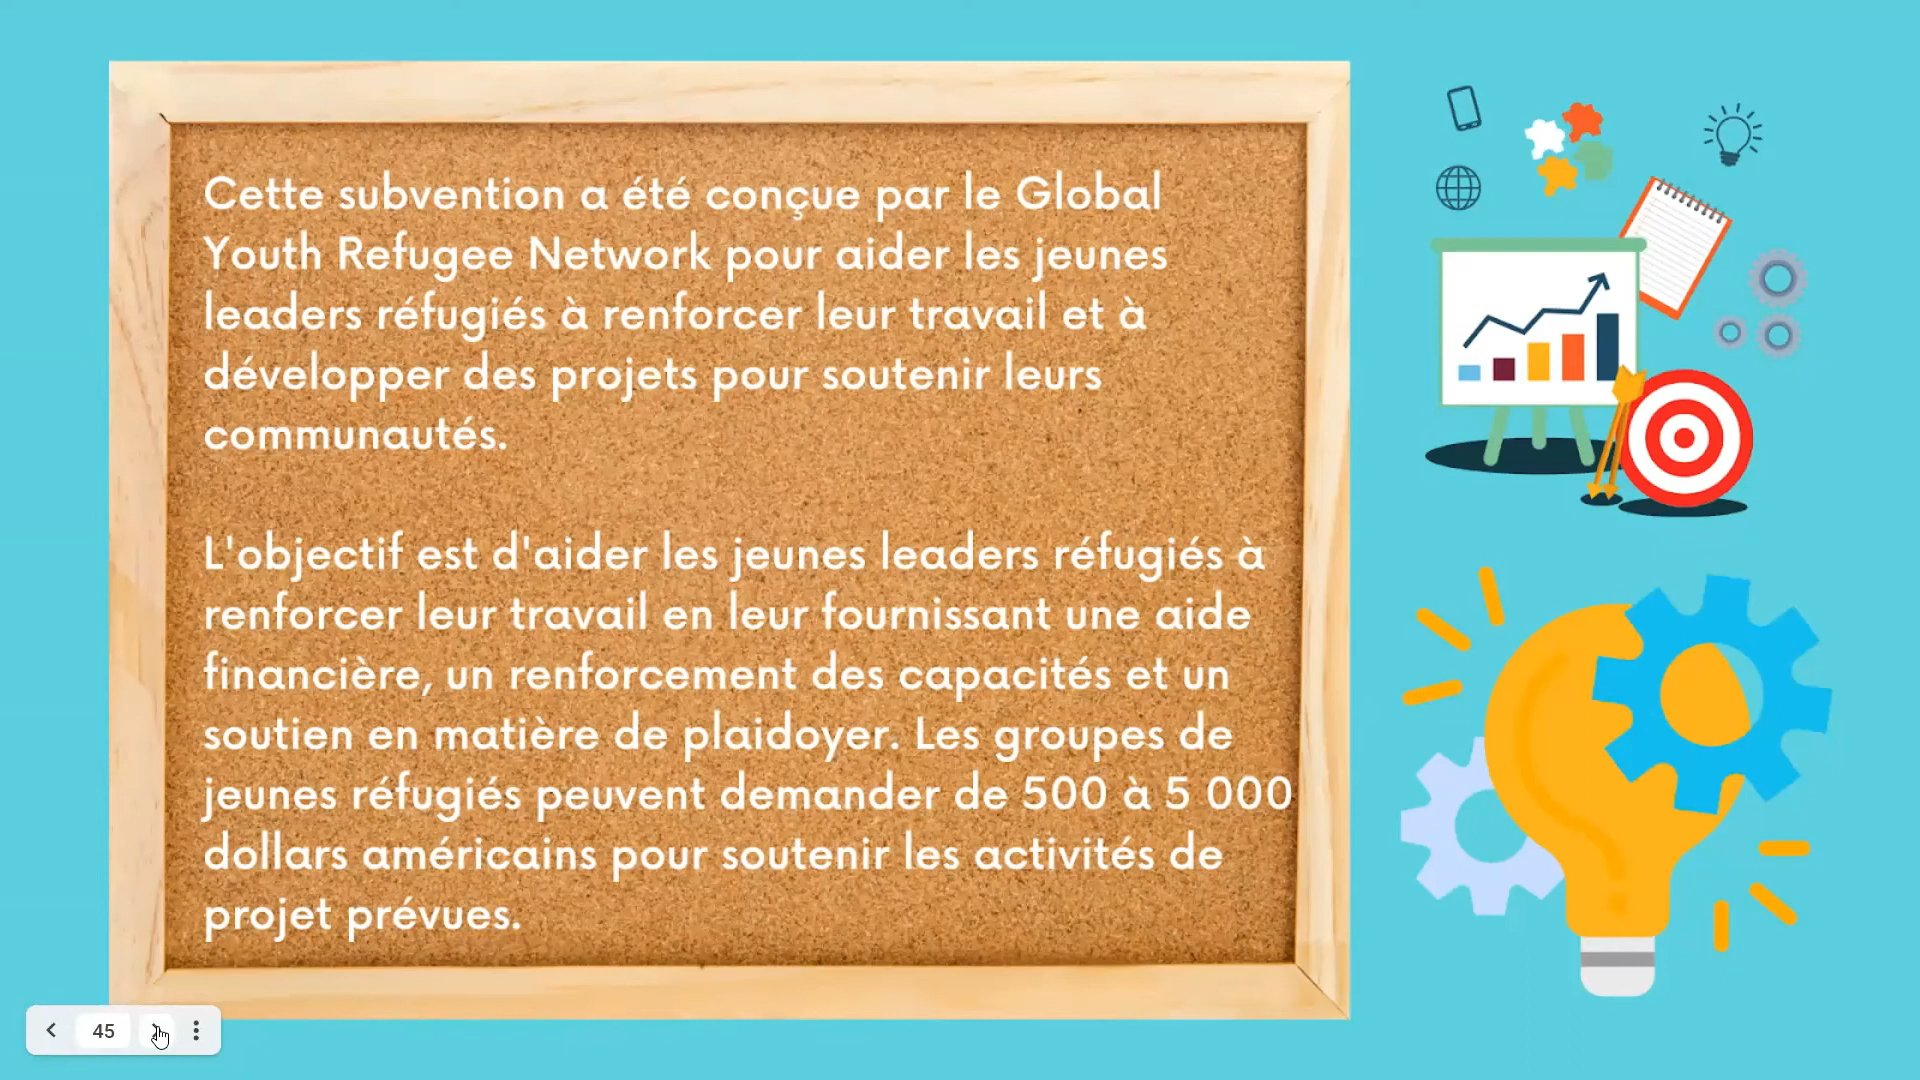 Cette subvention a été conçue par le Global
Youth Refugee Network pour aider les jeunes
leaders réfugiés à renforcer leur travail et à
développer des projets pour soutenir leurs
communautés.
L'objectif est d'aider les jeunes leaders réfugiés à
renforcer leur travail en leur fournissant une aide
financière, un renforcement des capacités et un
soutien en matière de plaidoyer. Les groupes de
jeunes réfugiés peuvent demander de 500 à 5 000
dollars américains pour soutenir les activités de
projet prévues.
45